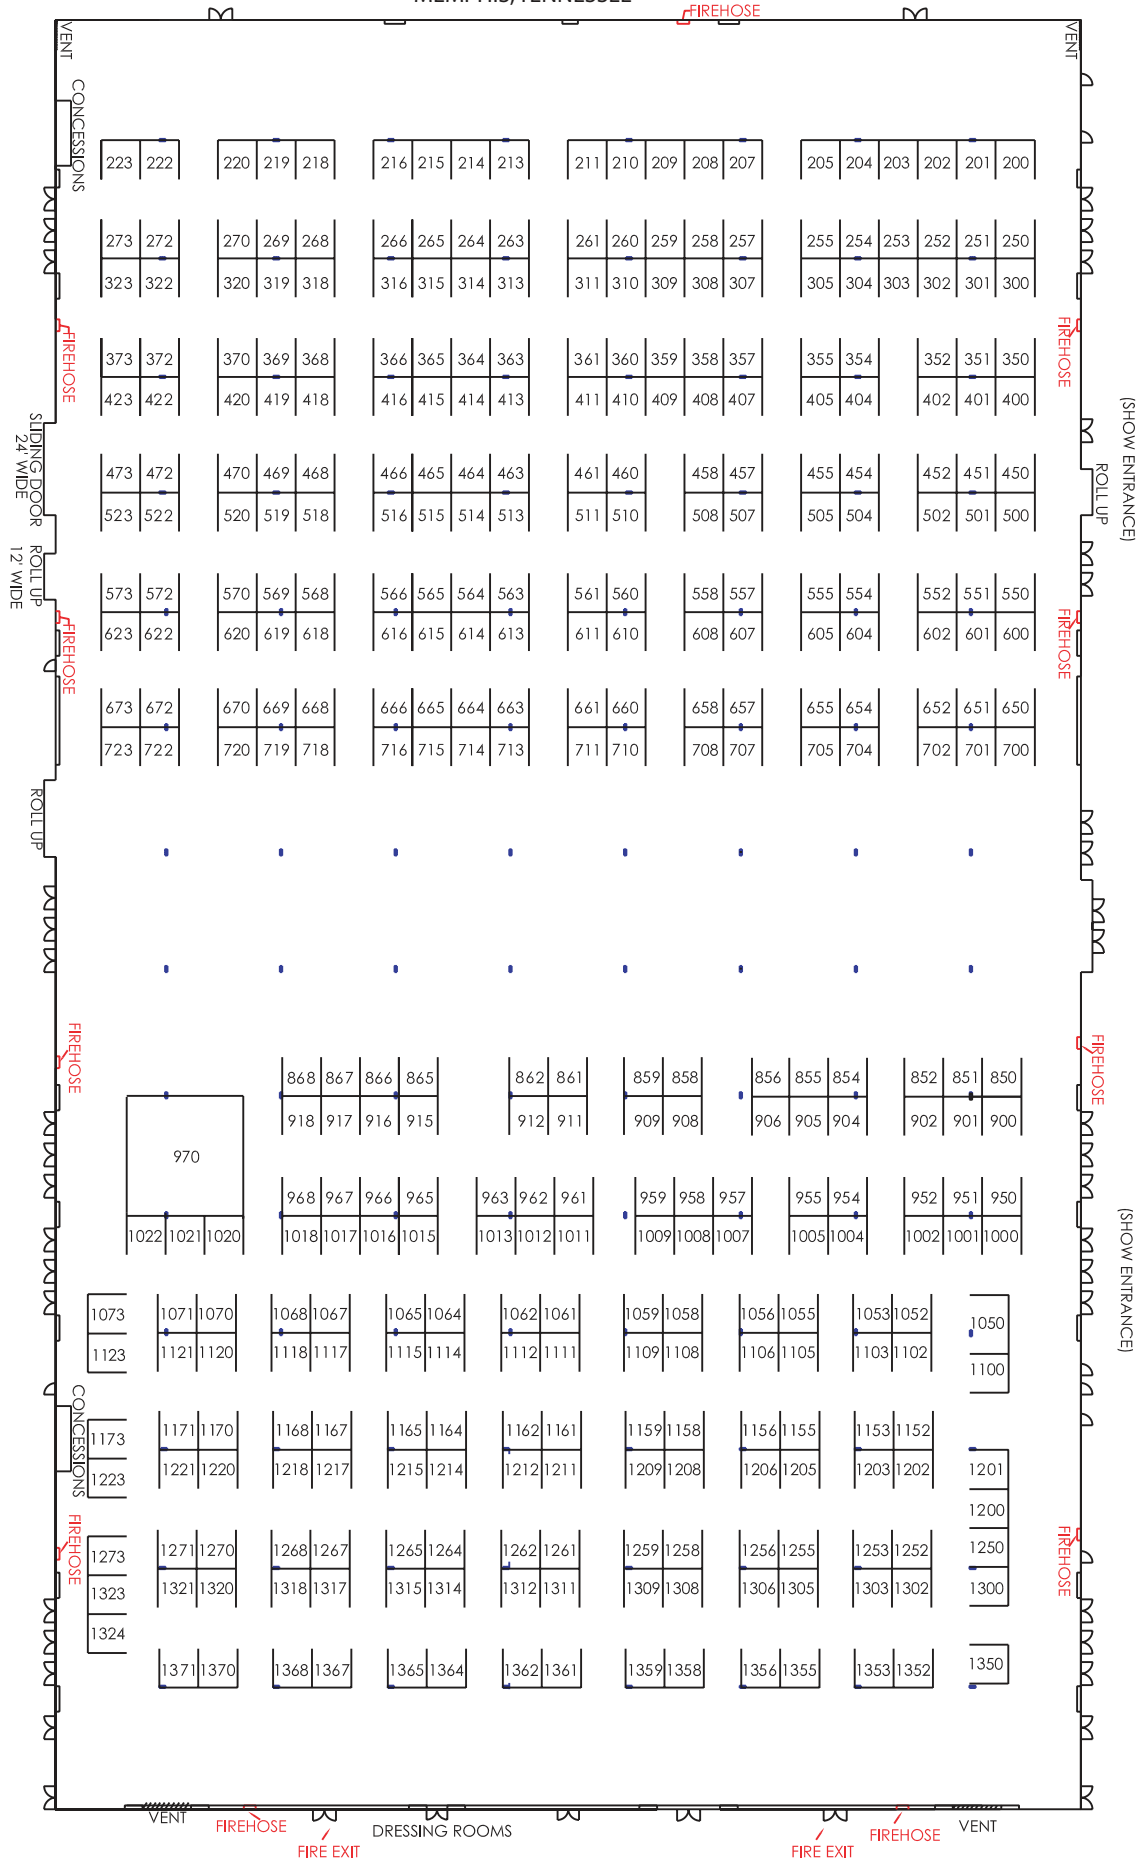 FIREHOSE
VENT
VENT
CONCESSIONS
223 222 220 219 218 216 215 214 213 211 210 209 208 207 205 204 203 202 201 200
273 272 270 269 268 266 265 264 263 261 260 259 258 257 255 254 253 252 251 250
323 322 320 319 318 316 315 314 313 311 310 309 308 307 305 304 303 302 301 300
FIREHOSE
FIREHOSE
373 372 370 369 368 366 365 364 363 361 360 359 358 357 355 354 352 351 350
423 422 420 419 418 416 415 414 413 411 410 409 408 407 405 404 402 401 400
(SHOW ENTRANCE)
SLIDING DOOR
24' WIDE
ROLL UP
473 472 470 469 468 466 465 464 463 461 460 458 457 455 454 452 451 450
523 522 520 519 518 516 515 514 513 511 510 508 507 505 504 502 501 500
ROLL UP
12' WIDE
573 572 570 569 568 566 565 564 563 561 560 558 557 555 554 552 551 550
623 622 620 619 618 616 615 614 613 611 610 608 607 605 604 602 601 600
FIREHOSE
FIREHOSE
673 672 670 669 668 666 665 664 663 661 660 658 657 655 654 652 651 650
723 722 720 719 718 716 715 714 713 711 710 708 707 705 704 702 701 700
ROLL UP
FIREHOSE
FIREHOSE
868 867 866 865 862 861 859 858 856 855 854 852 851 850
918 917 916 915 912 911 909 908 906 905 904 902 901 900
970
968 967 966 965 963 962 961 959 958 957 955 954 952 951 950
1022 1021 1020 1018 1017 1016 1015 1013 1012 1011 1009 1008 1007 1005 1004 1002 1001 1000
(SHOW ENTRANCE)
1073 1071 1070 1068 1067 1065 1064 1062 1061 1059 1058 1056 1055 1053 1052 1050
1123 1121 1120 1118 1117 1115 1114 1112 1111 1109 1108 1106 1105 1103 1102 1100
CONCESSIONS
1173 1171 1170 1168 1167 1165 1164 1162 1161 1159 1158 1156 1155 1153 1152
1223 1221 1220 1218 1217 1215 1214 1212 1211 1209 1208 1206 1205 1203 1202 1201
1200
FIREHOSE
FIREHOSE
1273 1271 1270 1268 1267 1265 1264 1262 1261 1259 1258 1256 1255 1253 1252 1250
1323 1321 1320 1318 1317 1315 1314 1312 1311 1309 1308 1306 1305 1303 1302 1300
1324
1371 1370 1368 1367 1365 1364 1362 1361 1359 1358 1356 1355 1353 1352 1350
VENT
FIREHOSE
FIRE EXIT
DRESSING ROOMS
FIRE EXIT
FIREHOSE
VENT